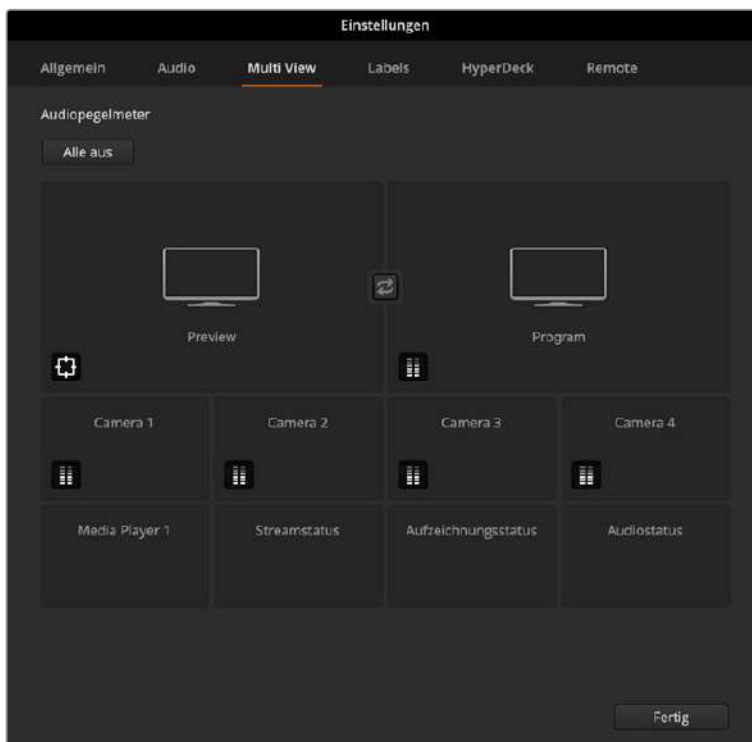 Einstellungen
Allgemein Audio Multi View Labels HyperDeck Remote
Audiopegelmeter
Alle aus
Preview Program
Camera 1 Camera 2 Camera 3 Camera 4
Media Player 1 Streamstatus Aufzeichnungsstatus Audiostatus
Fertig